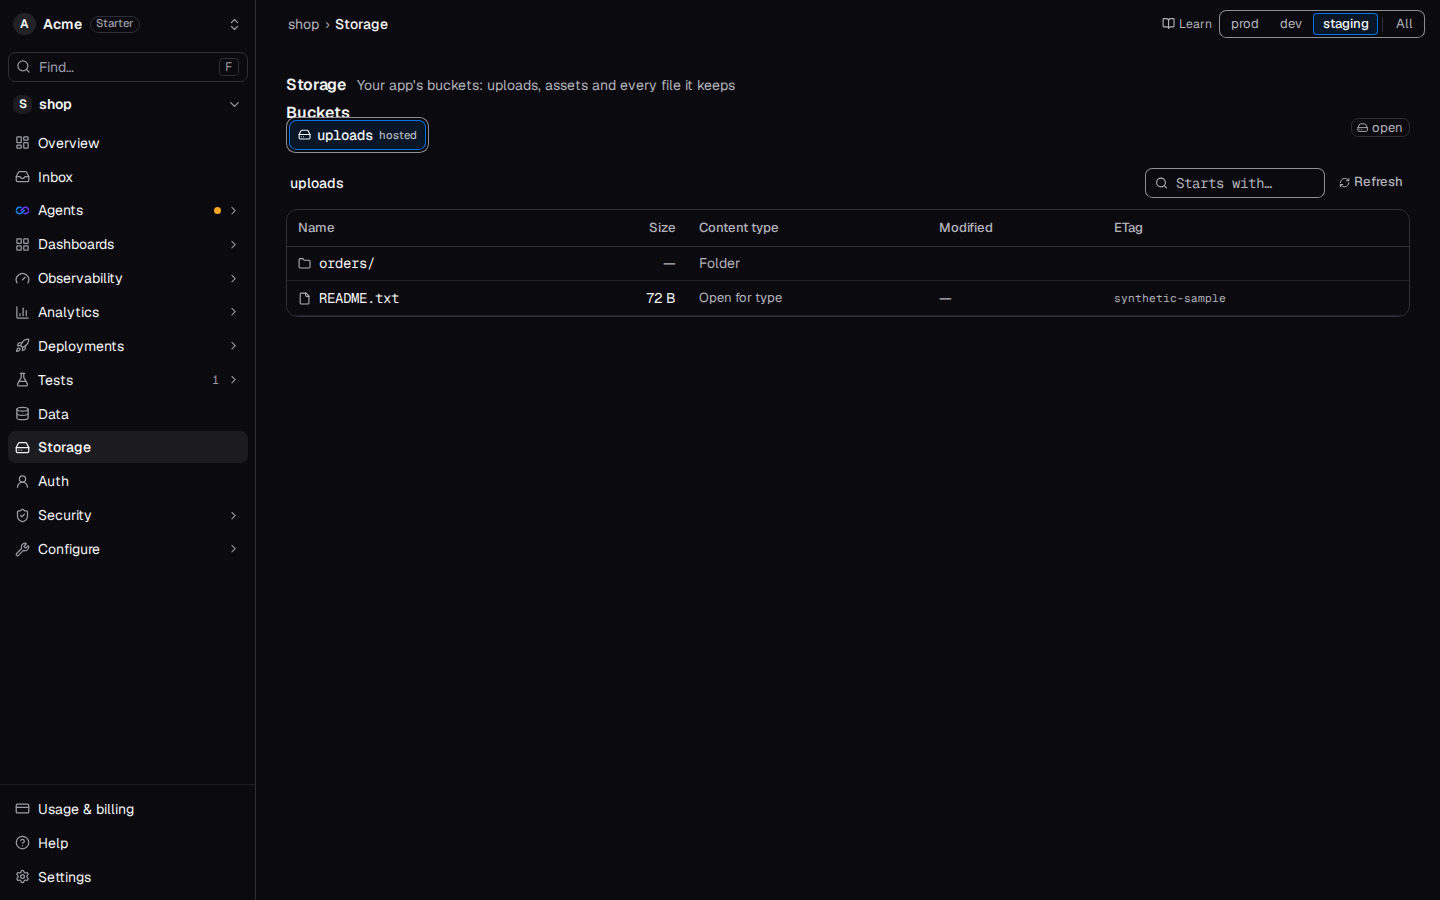 A Acme Starter
Find... F
S shop
Overview
Inbox
Agents
Dashboards
Observability
Analytics
Deployments
Tests 1
Data
Storage
Auth
Security
Configure
Usage & billing
Help
Settings
shop › Storage
Learn prod dev staging All
Storage Your app's buckets: uploads, assets and every file it keeps
Buckets
uploads hosted
open
uploads
Starts with… Refresh
Name Size Content type Modified ETag
orders/ — Folder
README.txt 72 B Open for type — synthetic-sample